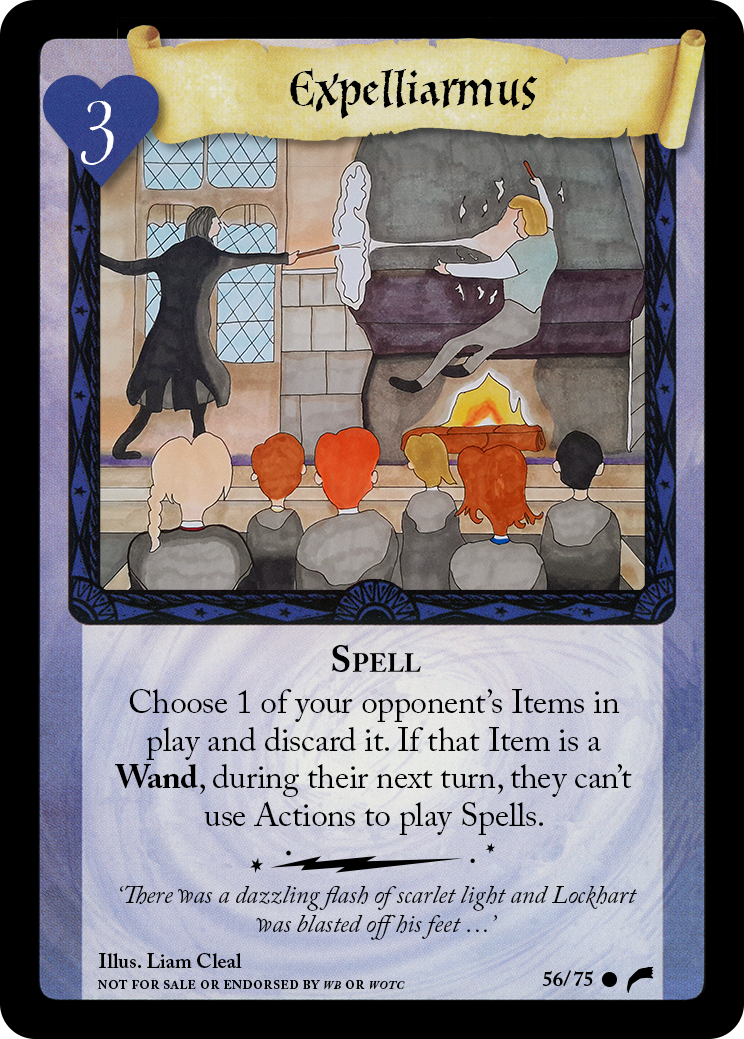 Expelliarmus
3
Spell
Choose 1 of your opponent's Items in
play and discard it. If that Item is a
Wand, during their next turn, they can't
use Actions to play Spells.
‘There was a dazzling flash of scarlet light and Lockhart
was blasted off his feet …’
Illus. Liam Cleal
NOT FOR SALE OR ENDORSED BY WB OR WOTC
56/75